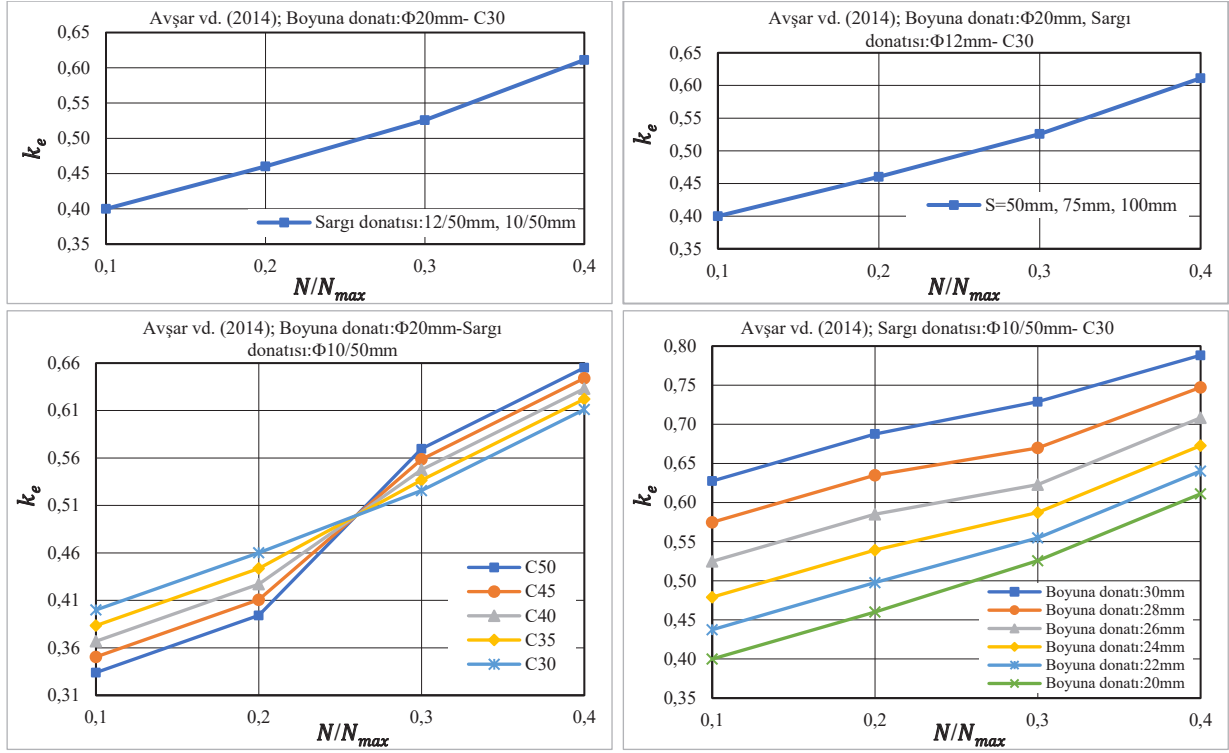 Avşar vd. (2014); Boyuna donatı:Φ20mm- C30
0,65
0,60
0,55
0,50
0,45
0,40
0,35
k_e
Sargı donatısı:12/50mm, 10/50mm
0,1
0,2
0,3
0,4
N/N_max
Avşar vd. (2014); Boyuna donatı:Φ20mm, Sargı
donatısı:Φ12mm- C30
0,65
0,60
0,55
0,50
0,45
0,40
0,35
k_e
S=50mm, 75mm, 100mm
0,1
0,2
0,3
0,4
N/N_max
Avşar vd. (2014); Boyuna donatı:Φ20mm-Sargı
donatısı:Φ10/50mm
0,66
0,61
0,56
0,51
0,46
0,41
0,36
0,31
k_e
C50
C45
C40
C35
C30
0,1
0,2
0,3
0,4
N/N_max
Avşar vd. (2014); Sargı donatısı:Φ10/50mm- C30
0,80
0,75
0,70
0,65
0,60
0,55
0,50
0,45
0,40
0,35
k_e
Boyuna donatı:30mm
Boyuna donatı:28mm
Boyuna donatı:26mm
Boyuna donatı:24mm
Boyuna donatı:22mm
Boyuna donatı:20mm
0,1
0,2
0,3
0,4
N/N_max